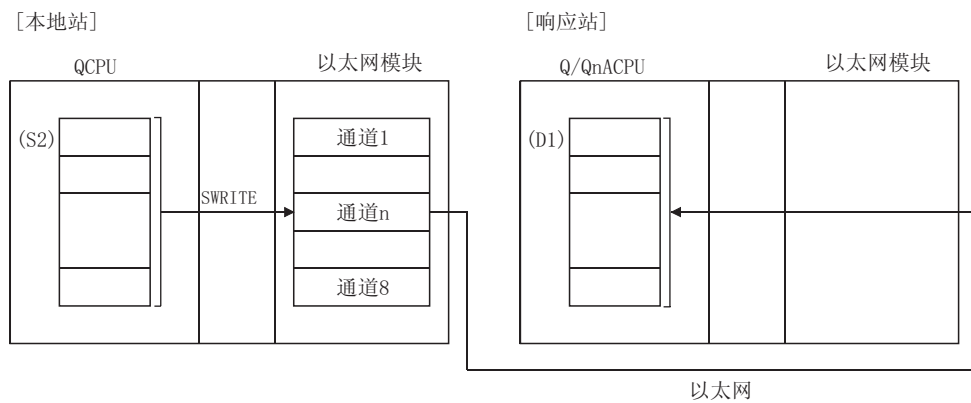 [本地站]
[响应站]
QCPU
以太网模块
Q/QnACPU
以太网模块
(S2)
通道1
(D1)
SWRITE
通道n
通道8
以太网